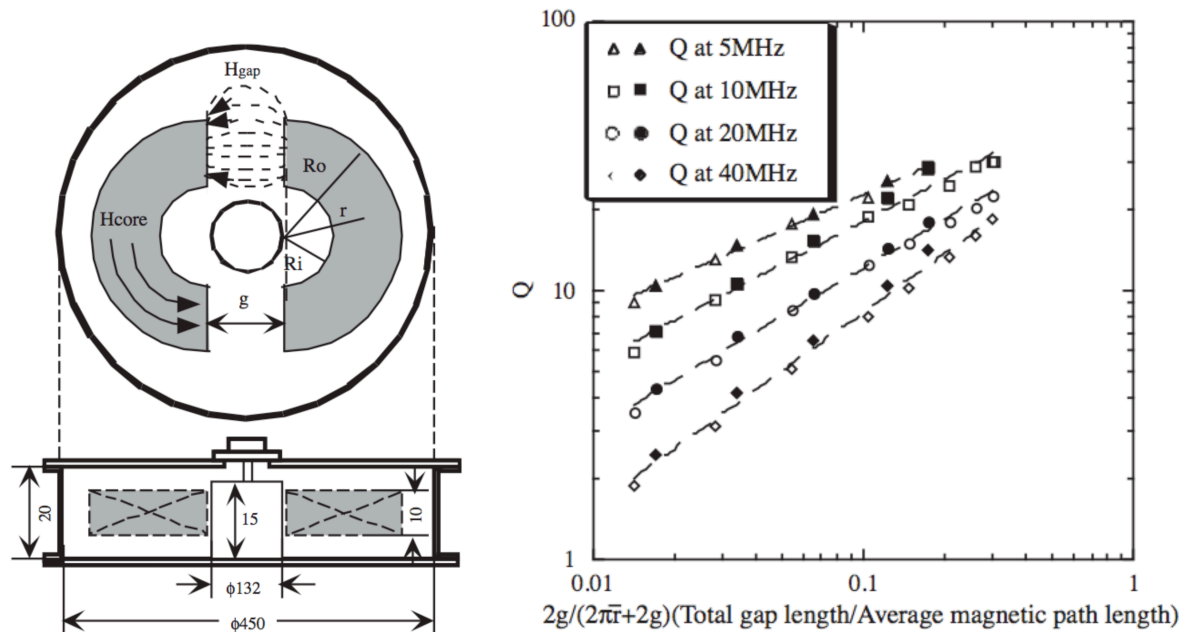 Hgap
Ro
r
Hcore
Ri
g
20
15
10
ϕ132
ϕ450
100
Q at 5MHz
Q at 10MHz
Q at 20MHz
Q at 40MHz
Q
10
1
0.01
0.1
1
2g/(2πr̄+2g)(Total gap length/Average magnetic path length)